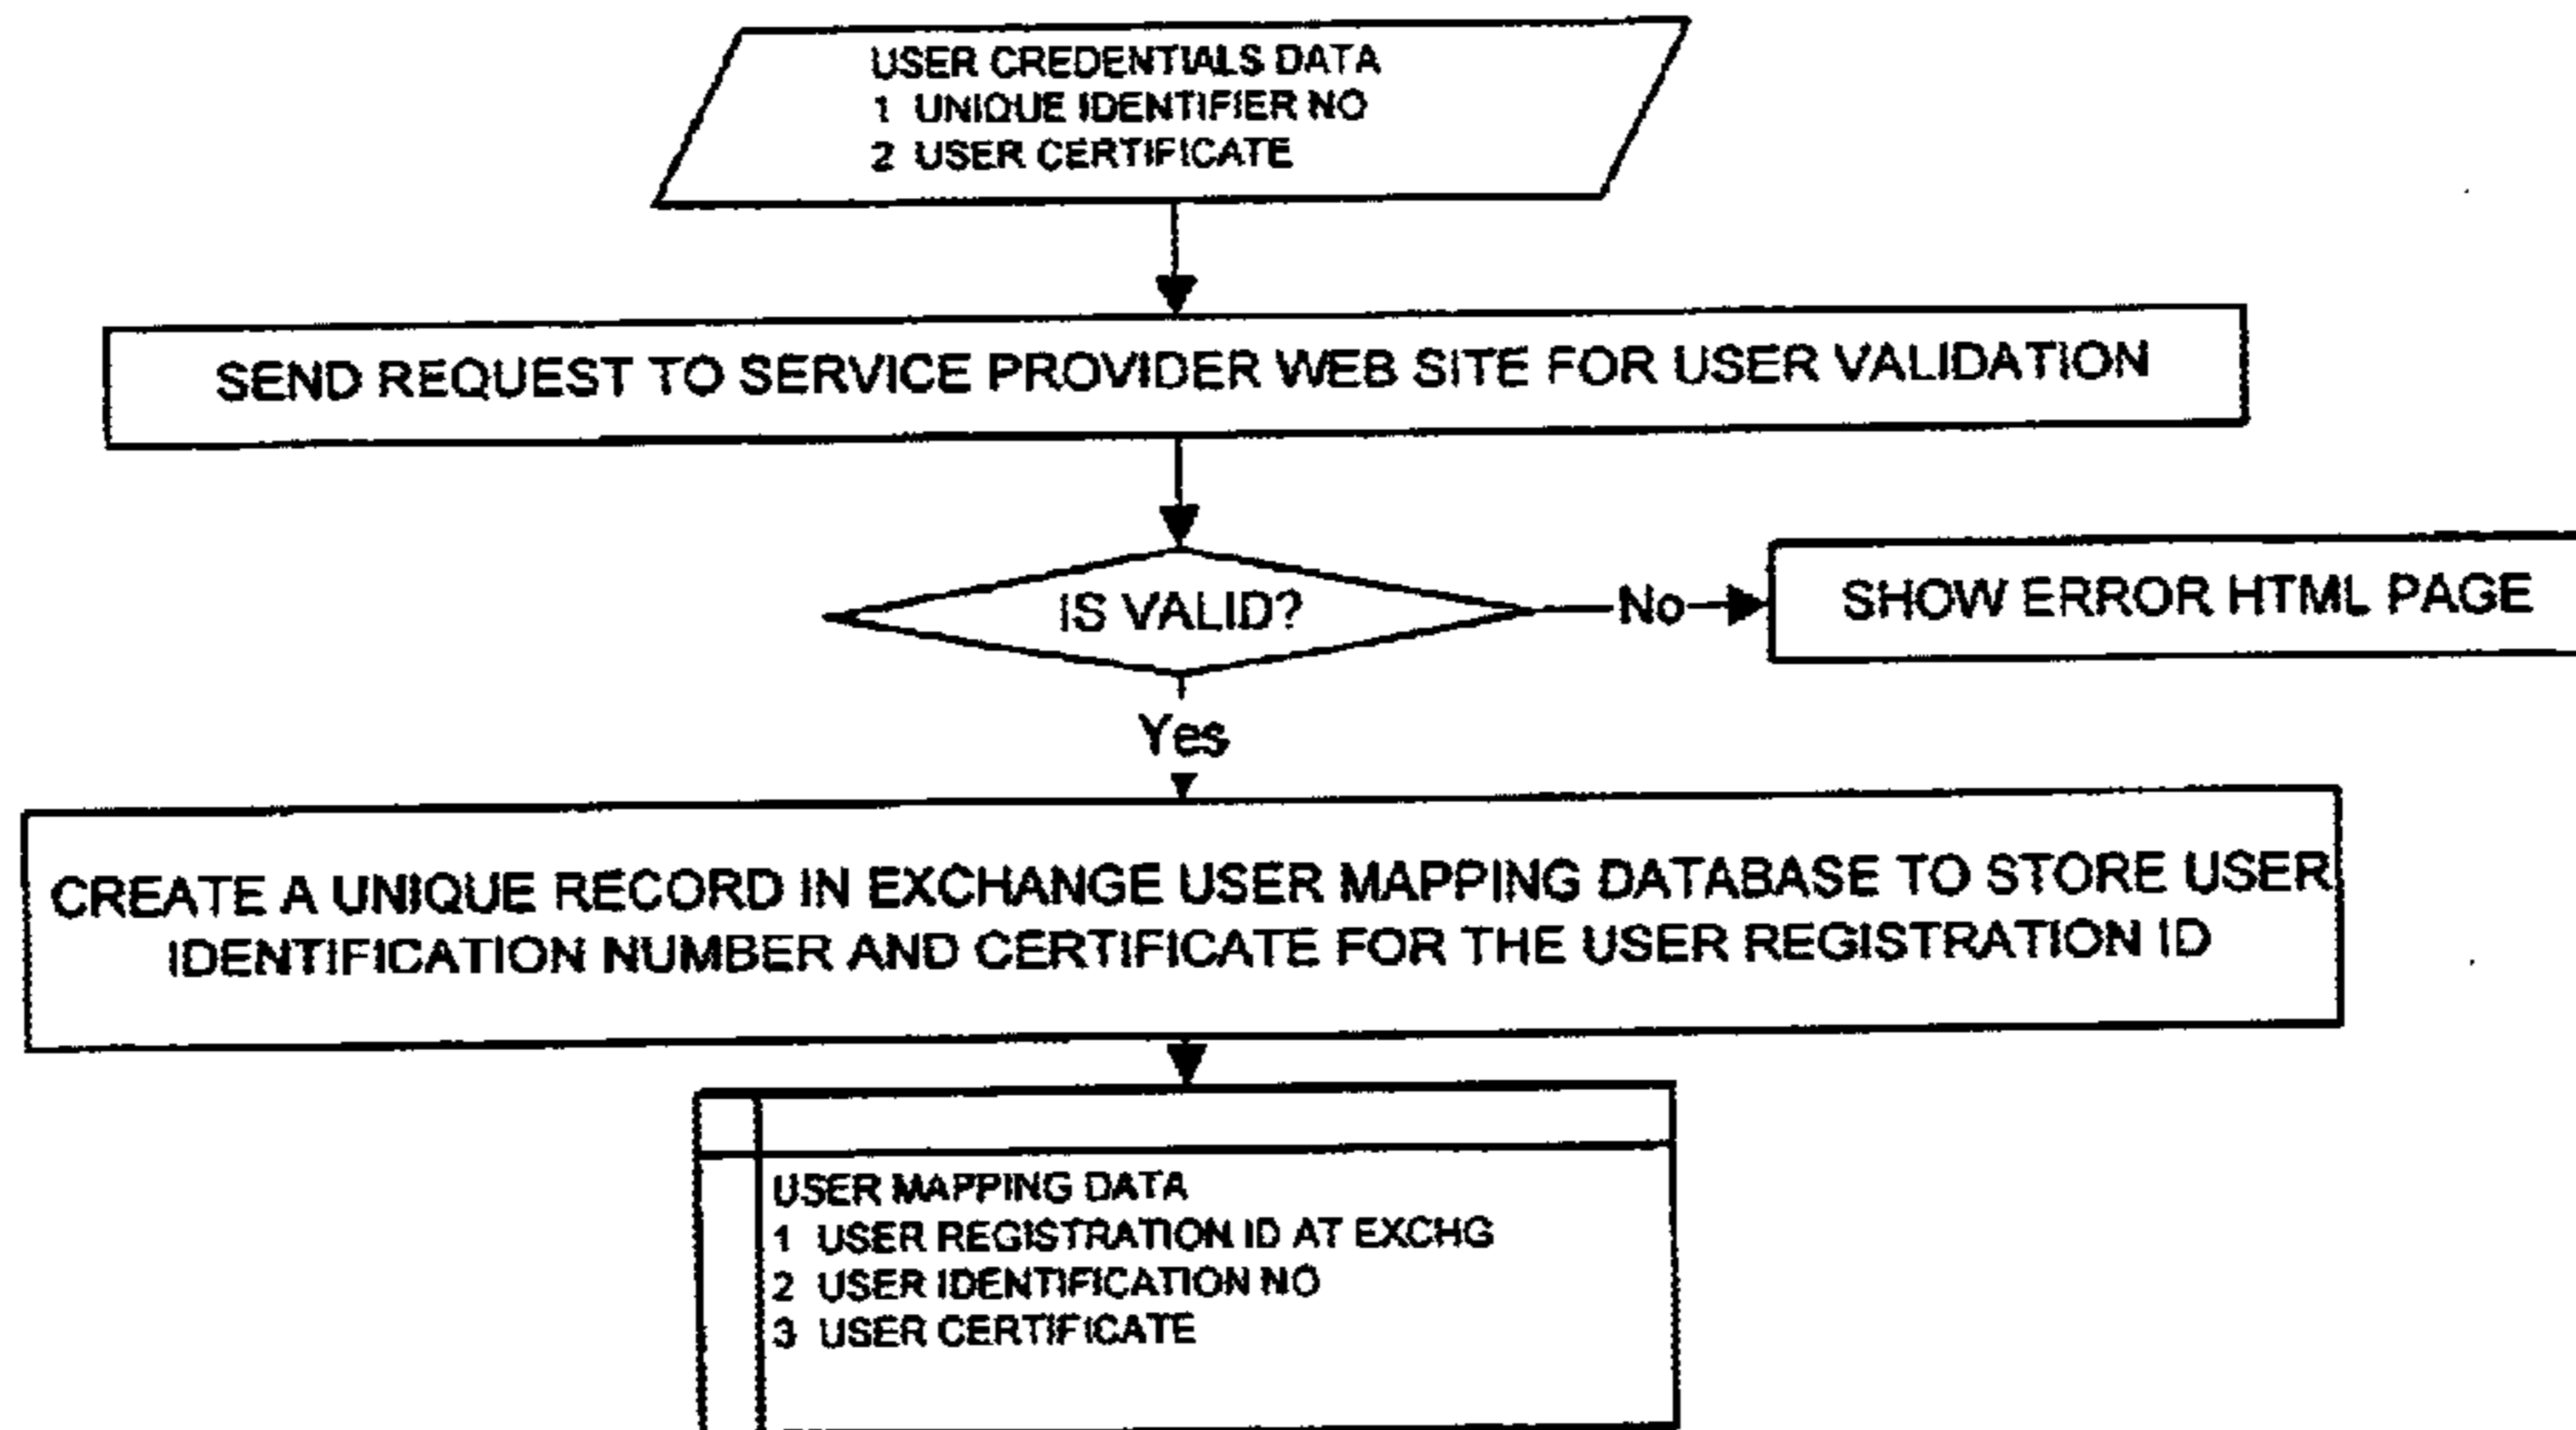 USER CREDENTIALS DATA
1 UNIQUE IDENTIFIER NO
2 USER CERTIFICATE
SEND REQUEST TO SERVICE PROVIDER WEB SITE FOR USER VALIDATION
IS VALID?
No
SHOW ERROR HTML PAGE
Yes
CREATE A UNIQUE RECORD IN EXCHANGE USER MAPPING DATABASE TO STORE USER
IDENTIFICATION NUMBER AND CERTIFICATE FOR THE USER REGISTRATION ID
USER MAPPING DATA
1 USER REGISTRATION ID AT EXCHG
2 USER IDENTIFICATION NO
3 USER CERTIFICATE